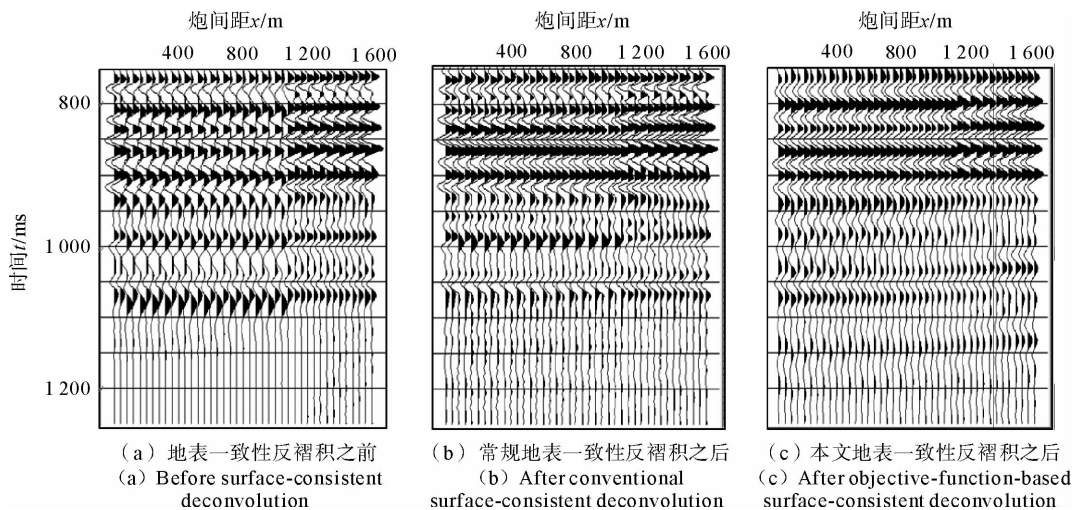 炮间距x/m
炮间距x/m
炮间距x/m
400 800 1 200 1 600
400 800 1 200 1 600
400 800 1 200 1 600
时间t/ms
800
1 000
1 200
（a）地表一致性反褶积之前
(a) Before surface-consistent
deconvolution
（b）常规地表一致性反褶积之后
(b) After conventional
surface-consistent deconvolution
（c）本文地表一致性反褶积之后
(c) After objective-function-based
surface-consistent deconvolution